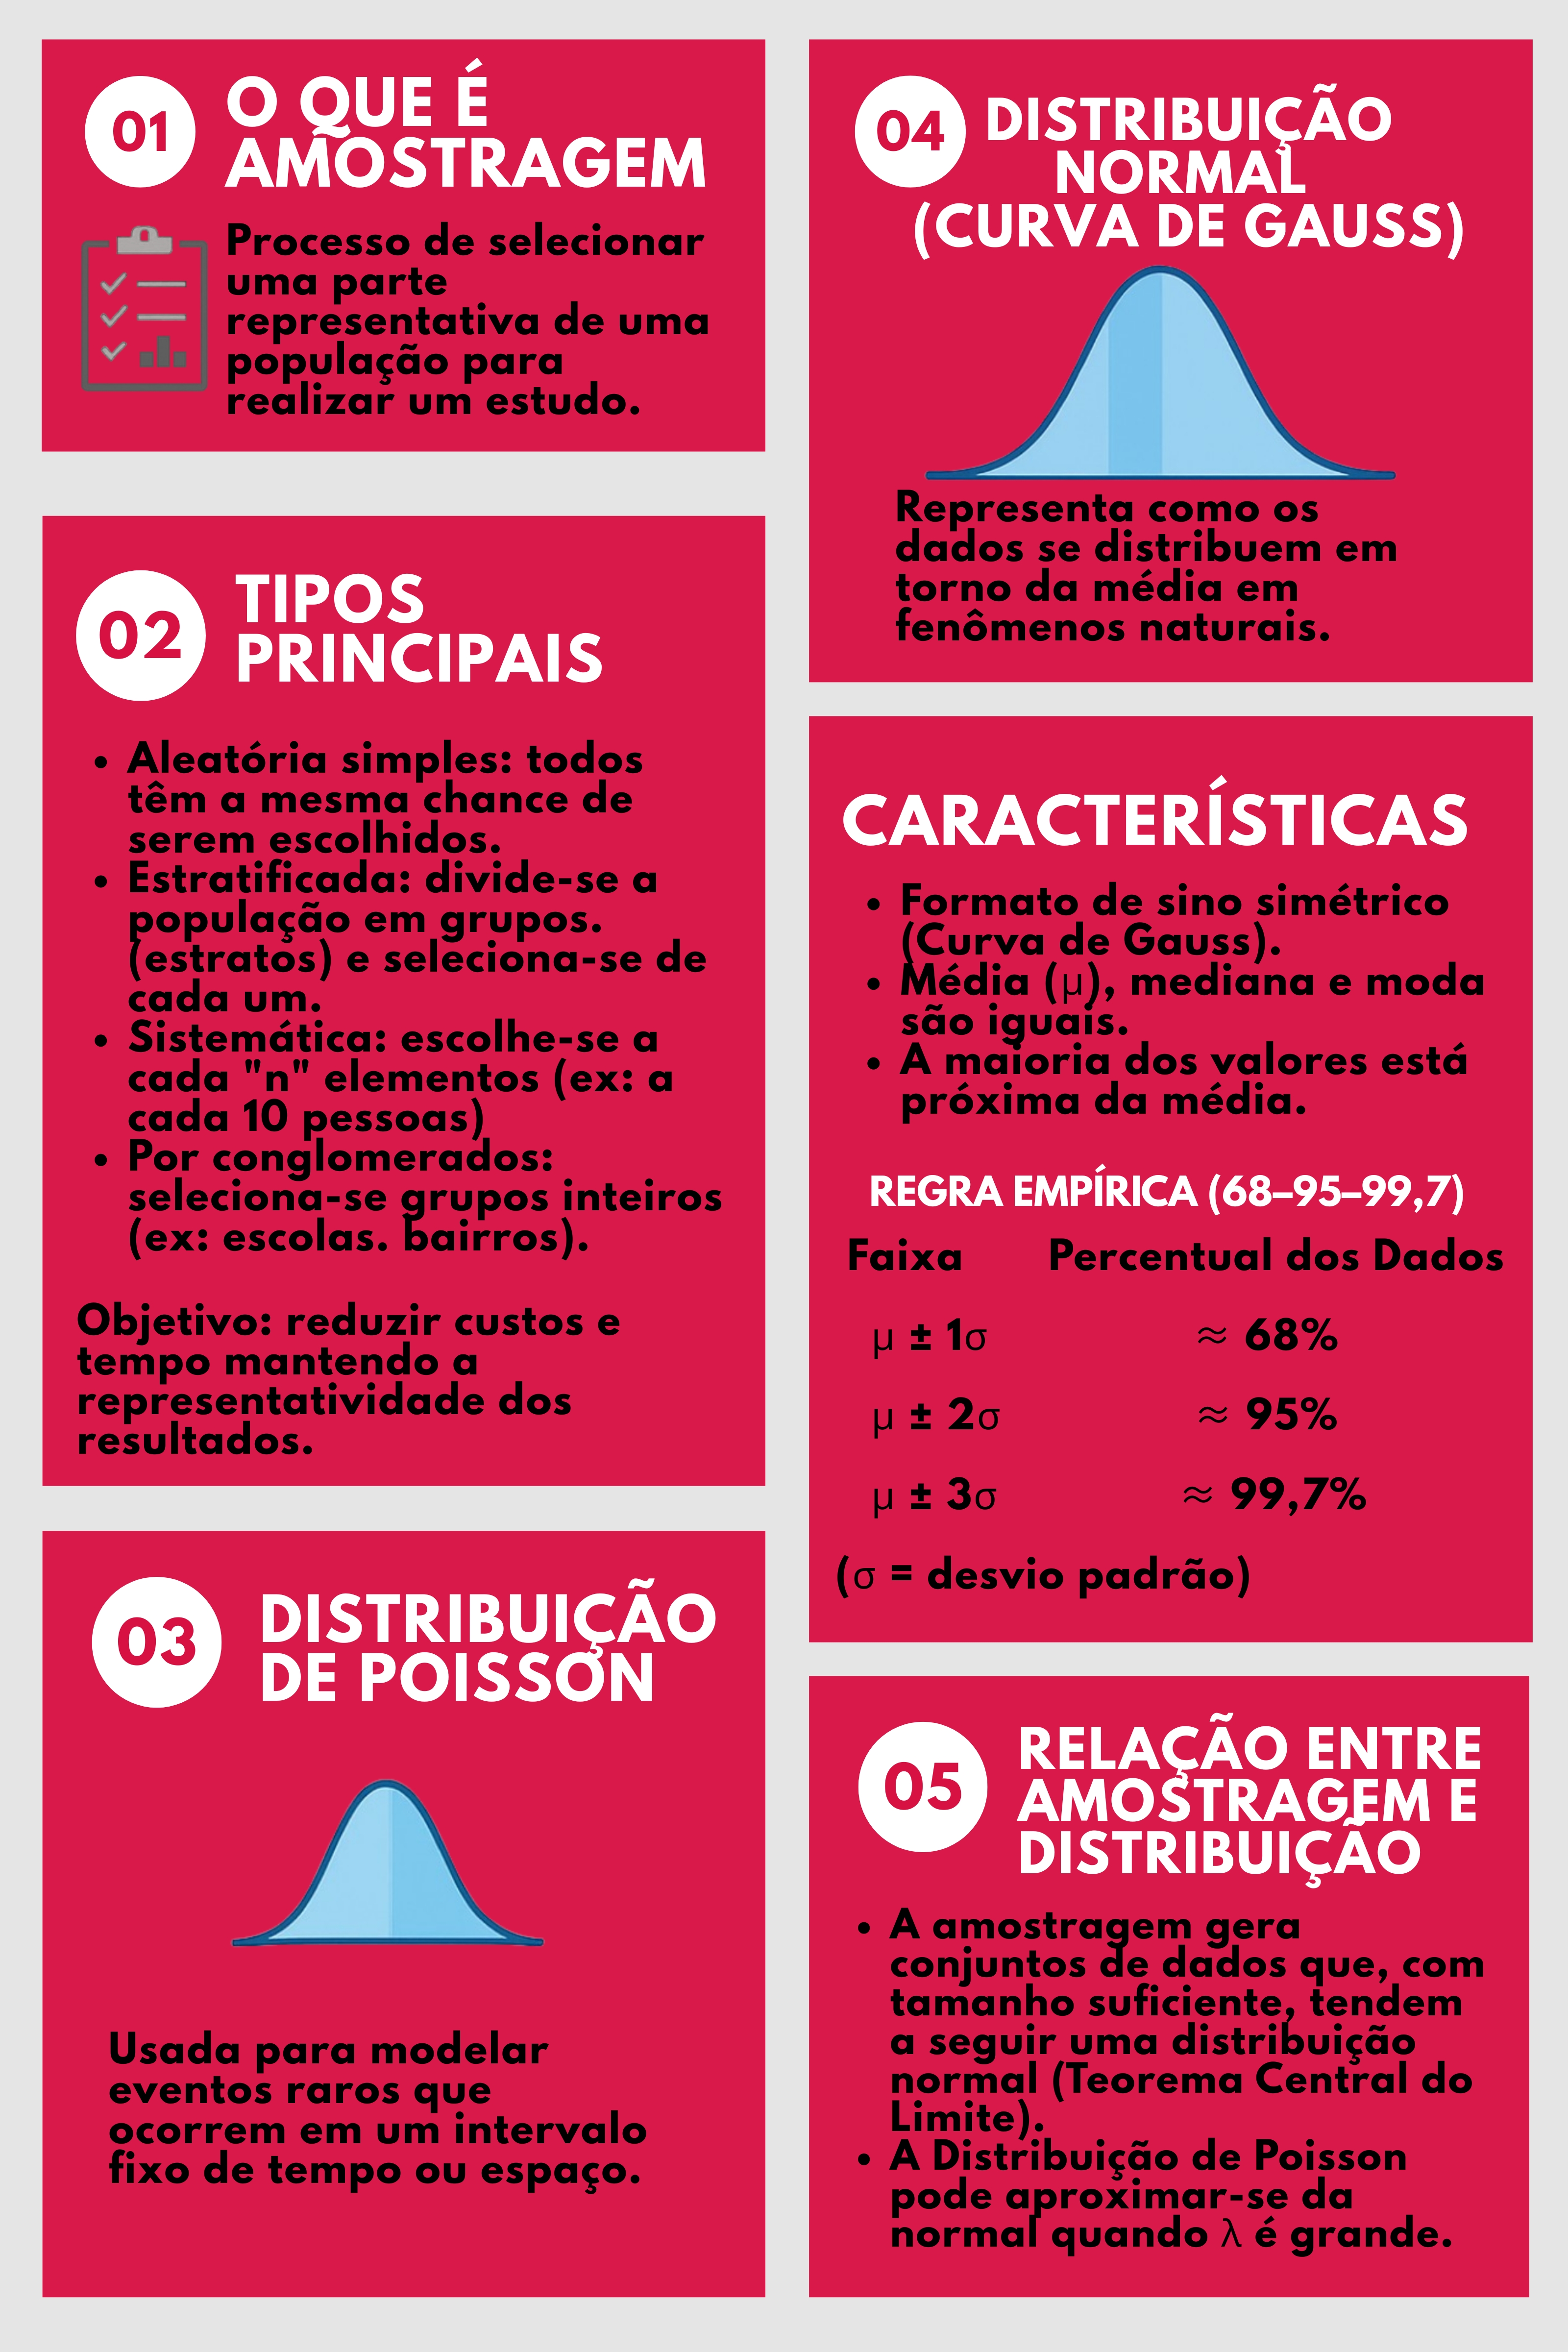 01
O QUE É
AMOSTRAGEM
Processo de selecionar
uma parte
representativa de uma
população para
realizar um estudo.
02
TIPOS
PRINCIPAIS
• Aleatória simples: todos
têm a mesma chance de
serem escolhidos.
• Estratificada: divide-se a
população em grupos.
(estratos) e seleciona-se de
cada um.
• Sistemática: escolhe-se a
cada "n" elementos (ex: a
cada 10 pessoas)
• Por conglomerados:
seleciona-se grupos inteiros
(ex: escolas. bairros).
Objetivo: reduzir custos e
tempo mantendo a
representatividade dos
resultados.
03
DISTRIBUIÇÃO
DE POISSON
Usada para modelar
eventos raros que
ocorrem em um intervalo
fixo de tempo ou espaço.
04
DISTRIBUIÇÃO
NORMAL
(CURVA DE GAUSS)
Representa como os
dados se distribuem em
torno da média em
fenômenos naturais.
CARACTERÍSTICAS
• Formato de sino simétrico
(Curva de Gauss).
• Média (μ), mediana e moda
são iguais.
• A maioria dos valores está
próxima da média.
REGRA EMPÍRICA (68–95–99,7)
Faixa Percentual dos Dados
μ ± 1σ ≈ 68%
μ ± 2σ ≈ 95%
μ ± 3σ ≈ 99,7%
(σ = desvio padrão)
05
RELAÇÃO ENTRE
AMOSTRAGEM E
DISTRIBUIÇÃO
• A amostragem gera
conjuntos de dados que, com
tamanho suficiente, tendem
a seguir uma distribuição
normal (Teorema Central do
Limite).
• A Distribuição de Poisson
pode aproximar-se da
normal quando λ é grande.